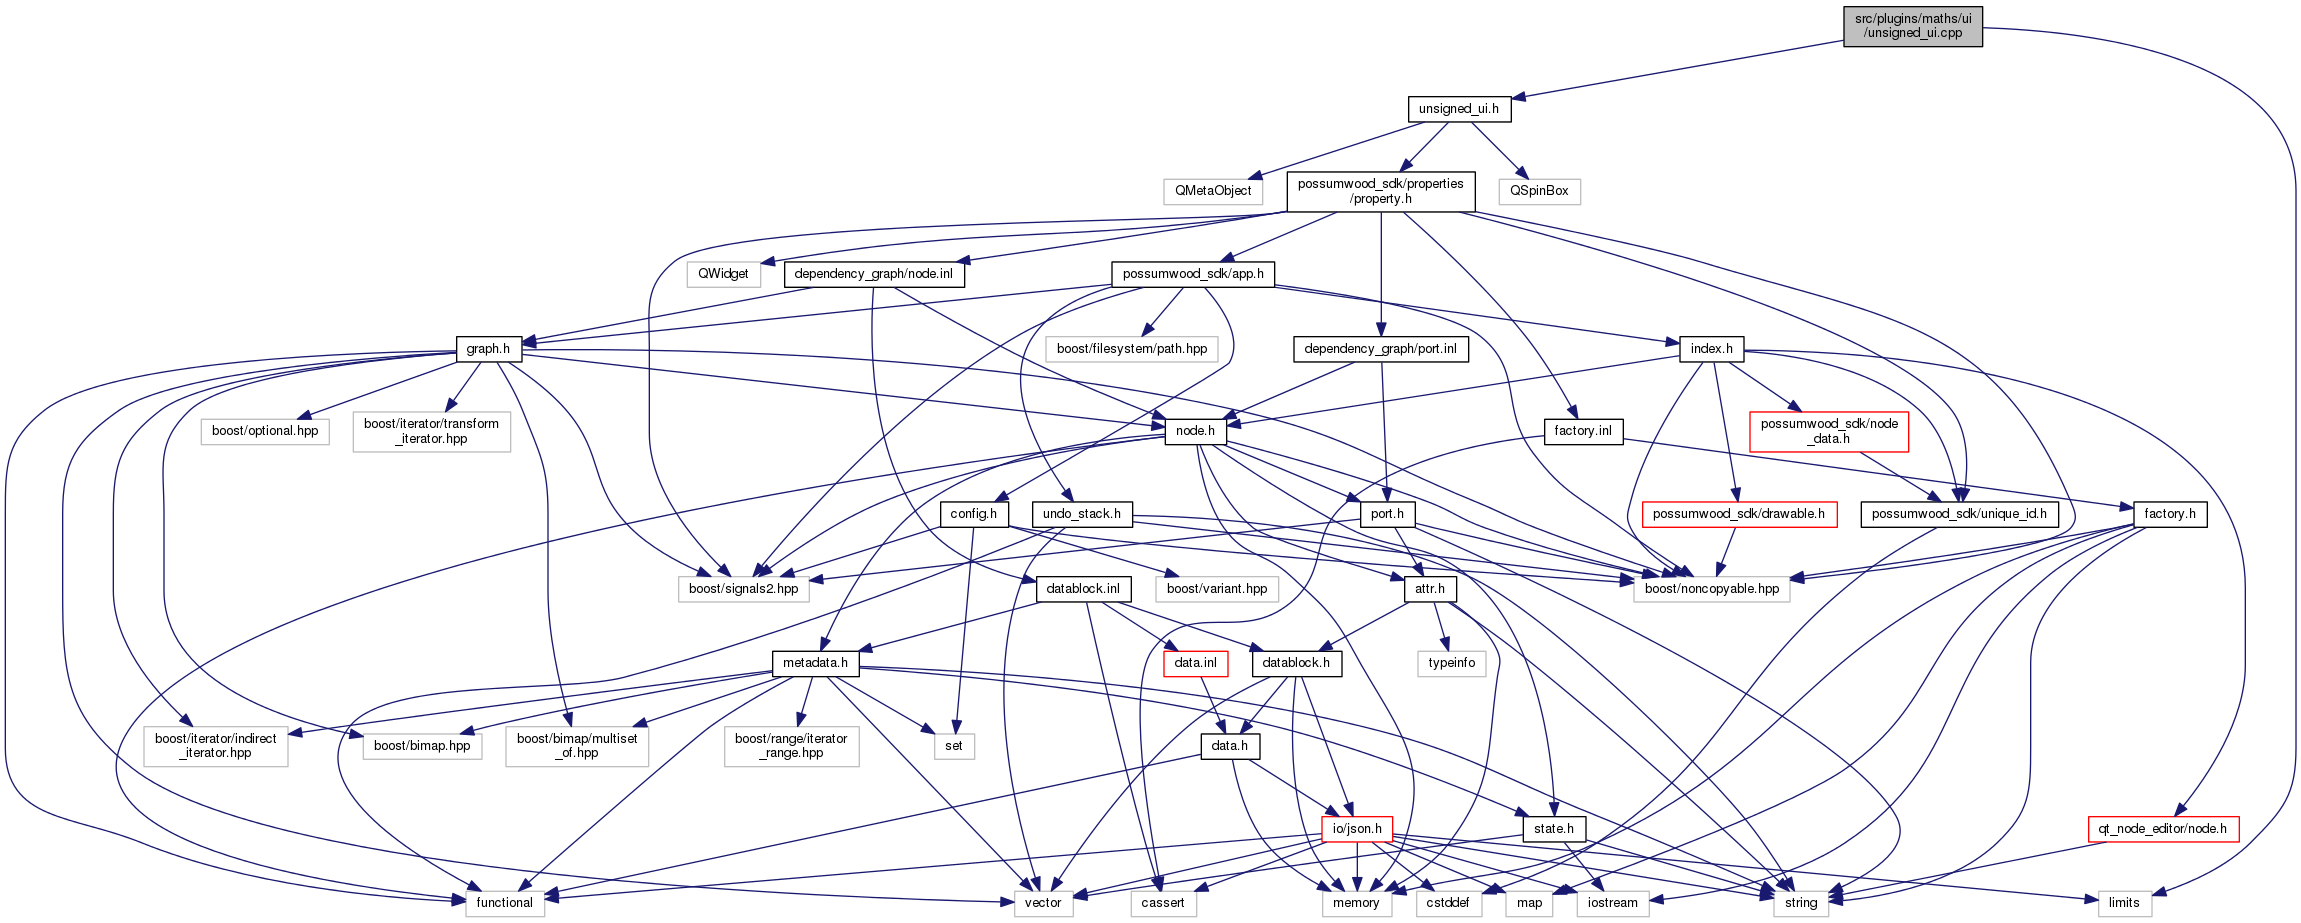 src/plugins/maths/ui
/unsigned_ui.cpp
unsigned_ui.h
QMetaObject
possumwood_sdk/properties
/property.h
QSpinBox
QWidget
dependency_graph/node.inl
possumwood_sdk/app.h
graph.h
boost/filesystem/path.hpp
dependency_graph/port.inl
index.h
boost/optional.hpp
boost/iterator/transform
_iterator.hpp
node.h
factory.inl
possumwood_sdk/node
_data.h
config.h
undo_stack.h
port.h
possumwood_sdk/drawable.h
possumwood_sdk/unique_id.h
factory.h
boost/signals2.hpp
datablock.inl
boost/variant.hpp
attr.h
boost/noncopyable.hpp
metadata.h
data.inl
datablock.h
typeinfo
boost/iterator/indirect
_iterator.hpp
boost/bimap.hpp
boost/bimap/multiset
_of.hpp
boost/range/iterator
_range.hpp
set
data.h
io/json.h
state.h
qt_node_editor/node.h
functional
vector
cassert
memory
cstddef
map
iostream
string
limits